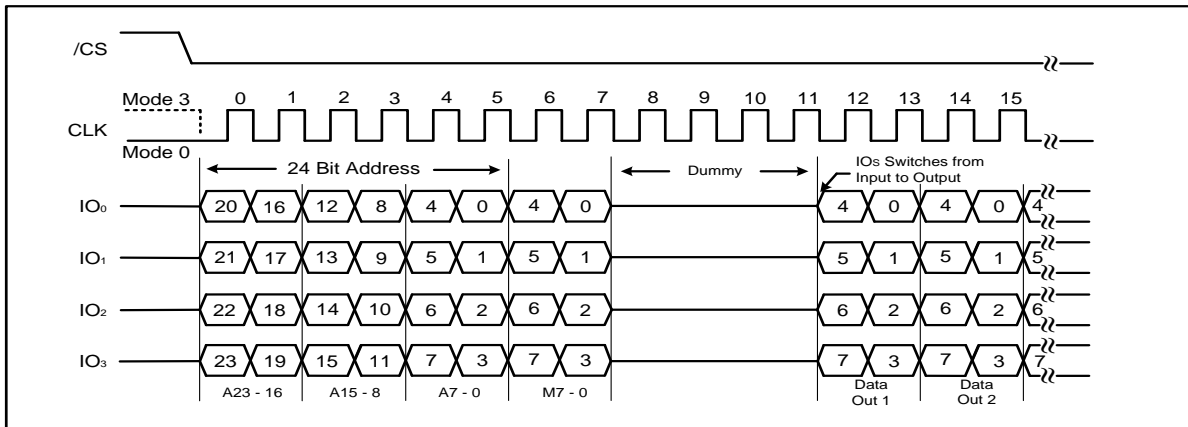 /CS
Mode 3 0 1 2 3 4 5 6 7 8 9 10 11 12 13 14 15
CLK
Mode 0
24 Bit Address Dummy IOs Switches from
Input to Output
IO₀ 20 16 12 8 4 0 4 0 4 0 4 0 4
IO₁ 21 17 13 9 5 1 5 1 5 1 5 1 5
IO₂ 22 18 14 10 6 2 6 2 6 2 6 2 6
IO₃ 23 19 15 11 7 3 7 3 7 3 7 3 7
A23 - 16 A15 - 8 A7 - 0 M7 - 0 Data Data
Out 1 Out 2